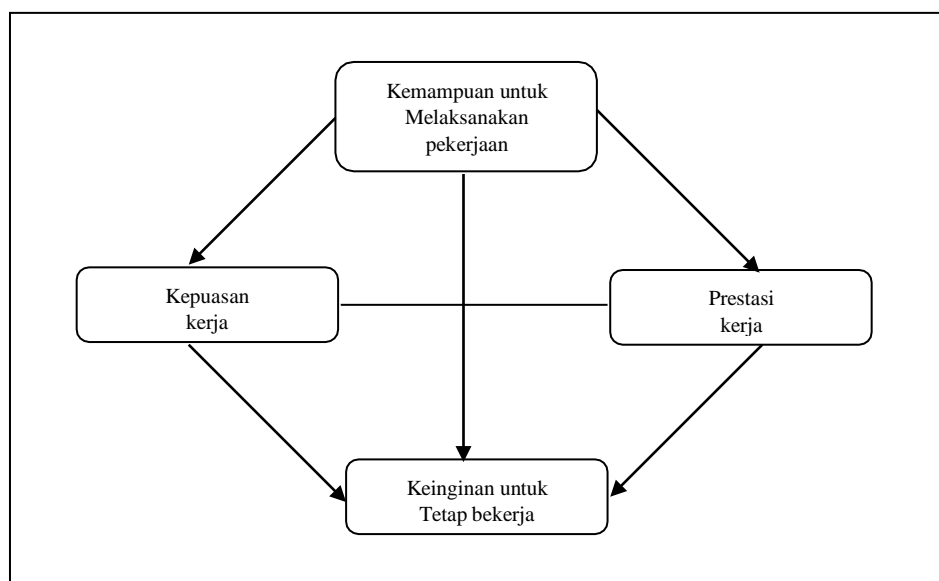 Kemampuan untuk
Melaksanakan
pekerjaan
Kepuasan
kerja
Prestasi
kerja
Keinginan untuk
Tetap bekerja